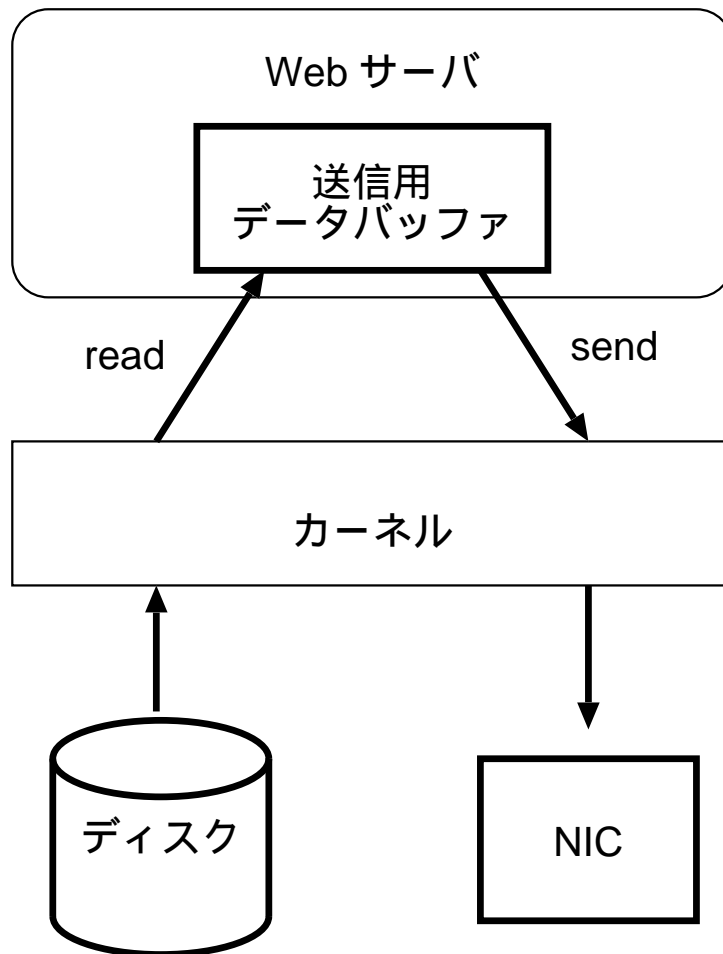 Web サーバ
送信用
データバッファ
read
send
カーネル
ディスク
NIC